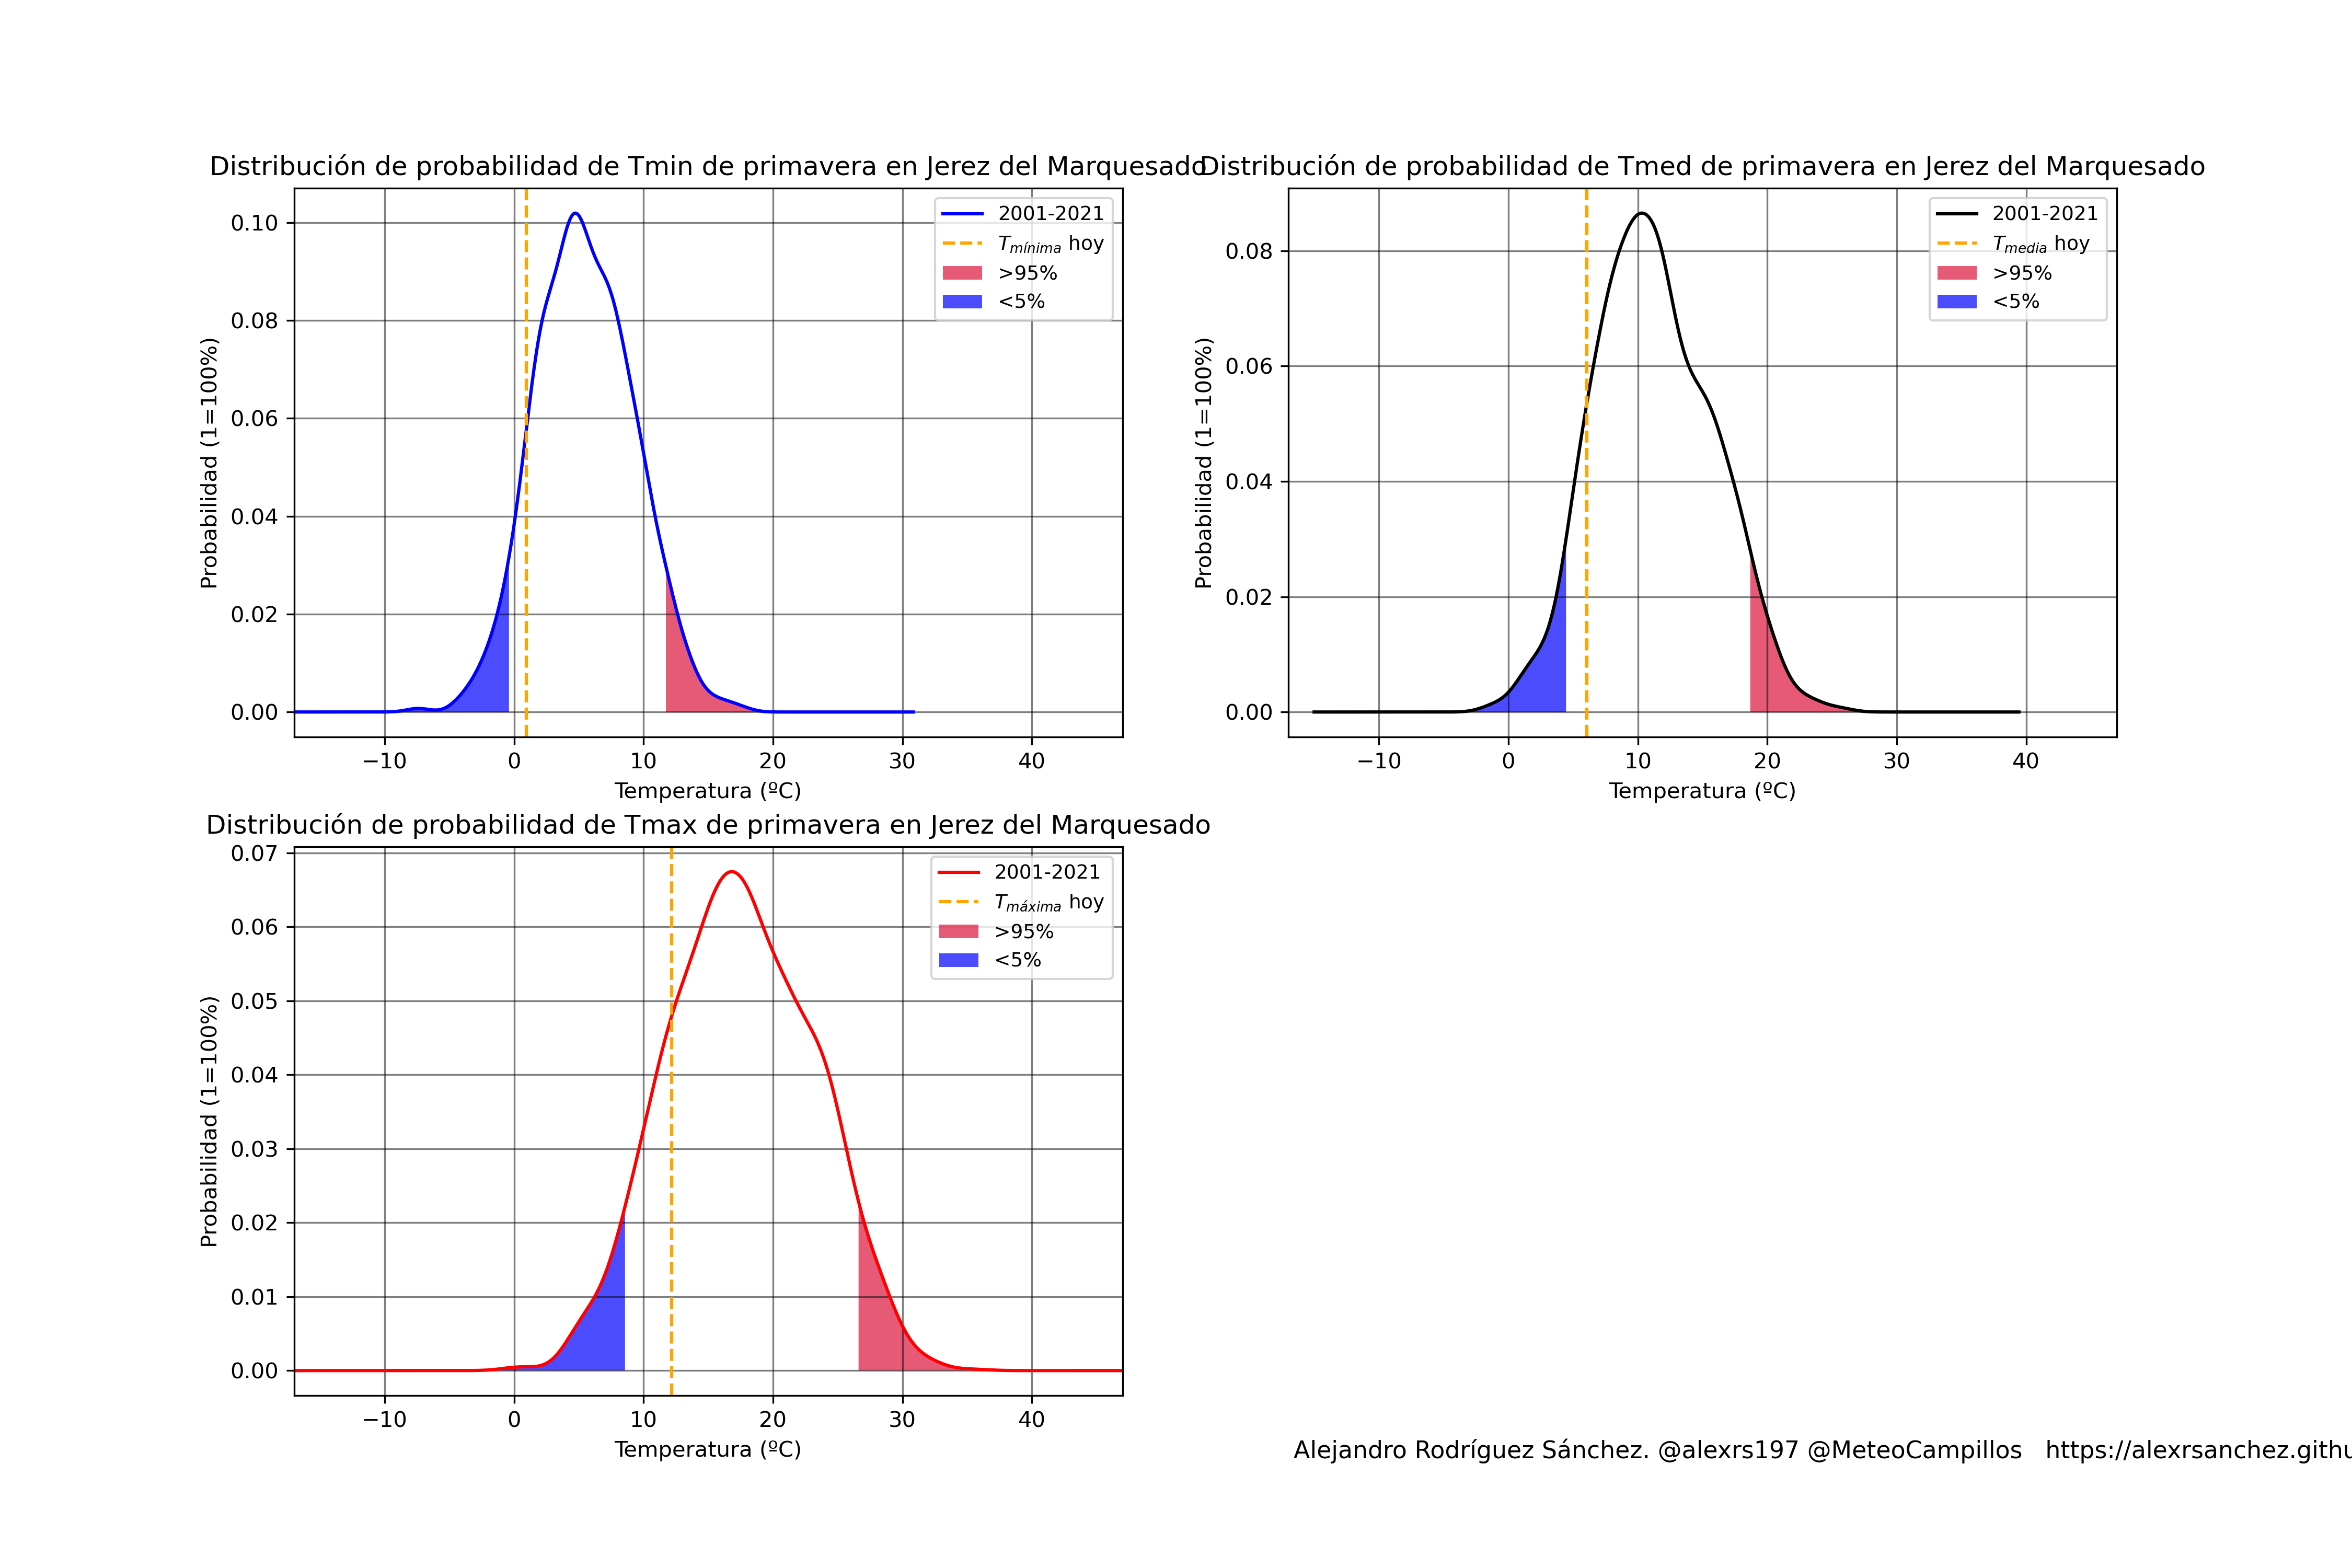 Distribución de probabilidad de Tmin de primavera en Jerez del Marquesado
0.10
0.08
0.06
0.04
0.02
0.00
Probabilidad (1=100%)
2001-2021
Tmínima hoy
>95%
<5%
−10 0 10 20 30 40
Temperatura (ºC)
Distribución de probabilidad de Tmed de primavera en Jerez del Marquesado
0.08
0.06
0.04
0.02
0.00
Probabilidad (1=100%)
2001-2021
Tmedia hoy
>95%
<5%
−10 0 10 20 30 40
Temperatura (ºC)
Distribución de probabilidad de Tmax de primavera en Jerez del Marquesado
0.07
0.06
0.05
0.04
0.03
0.02
0.01
0.00
Probabilidad (1=100%)
2001-2021
Tmáxima hoy
>95%
<5%
−10 0 10 20 30 40
Temperatura (ºC)
Alejandro Rodríguez Sánchez. @alexrs197 @MeteoCampillos https://alexrsanchez.githu